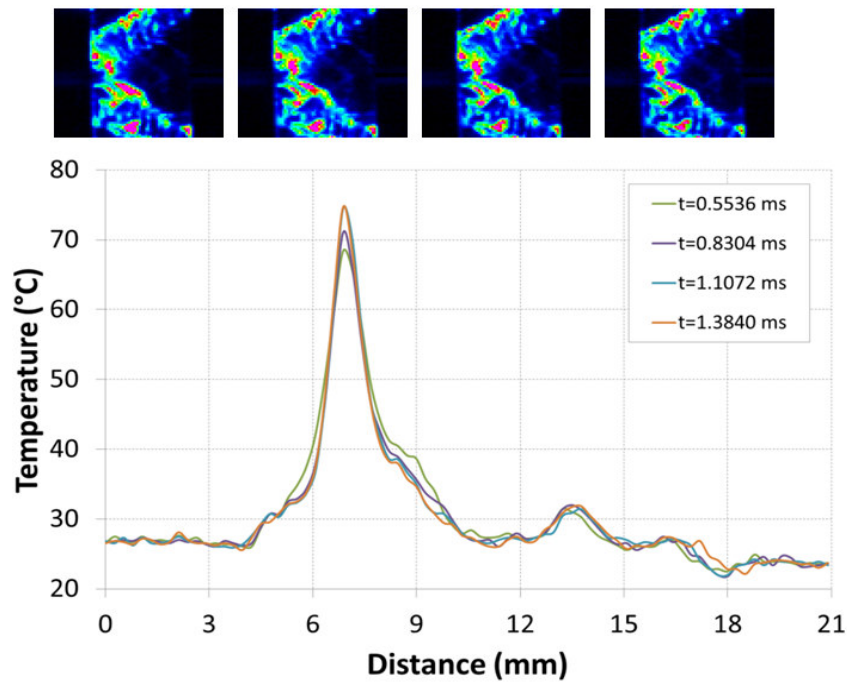 80
70
60
50
40
30
20
Temperature (°C)
t=0.5536 ms
t=0.8304 ms
t=1.1072 ms
t=1.3840 ms
0 3 6 9 12 15 18 21
Distance (mm)